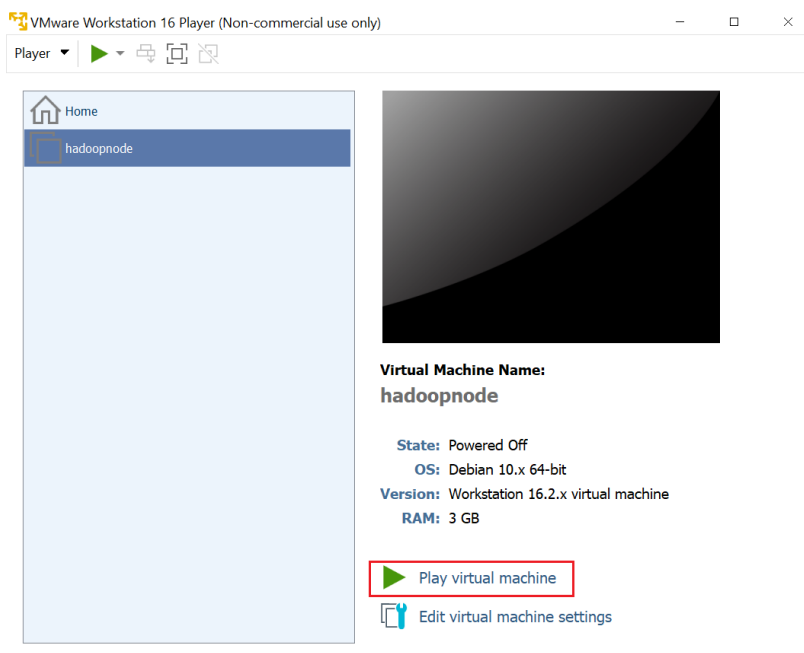 VMware Workstation 16 Player (Non-commercial use only)
Player
Home
hadoopnode
Virtual Machine Name:
hadoopnode
State: Powered Off
OS: Debian 10.x 64-bit
Version: Workstation 16.2.x virtual machine
RAM: 3 GB
Play virtual machine
Edit virtual machine settings